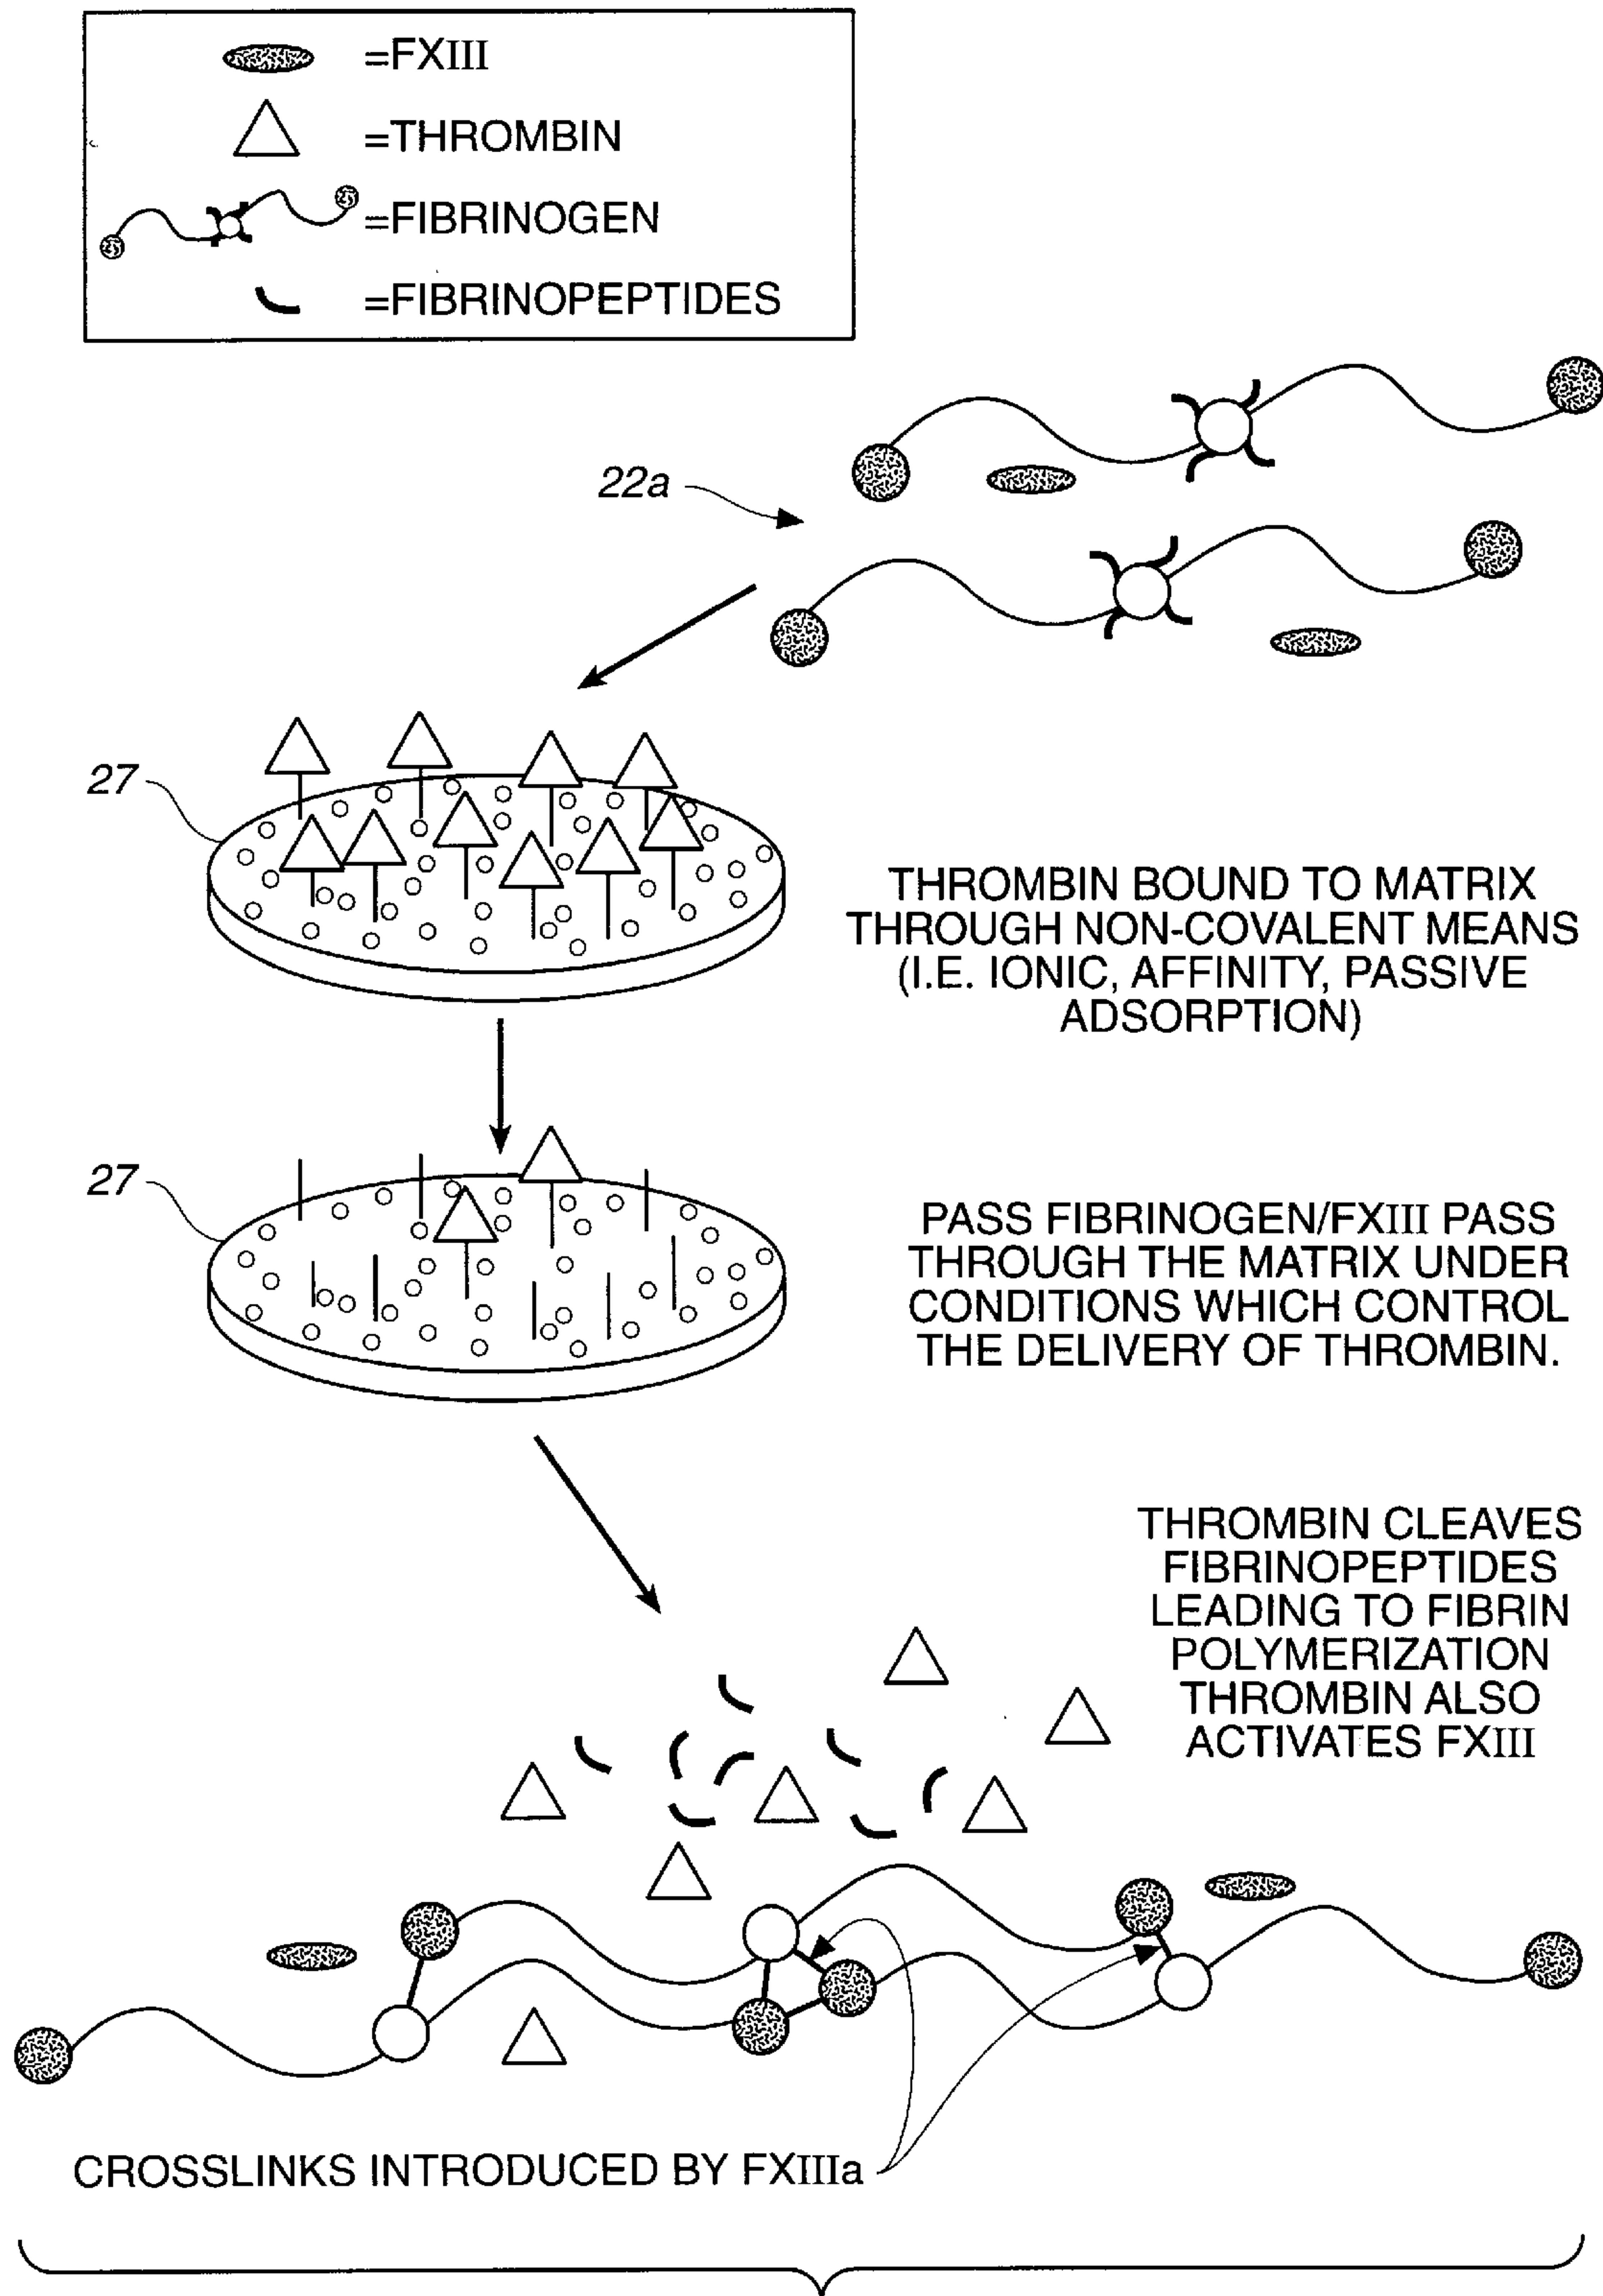 =FXIII
=THROMBIN
=FIBRINOGEN
=FIBRINOPEPTIDES
22a
27
THROMBIN BOUND TO MATRIX
THROUGH NON-COVALENT MEANS
(I.E. IONIC, AFFINITY, PASSIVE
ADSORPTION)
27
PASS FIBRINOGEN/FXIII PASS
THROUGH THE MATRIX UNDER
CONDITIONS WHICH CONTROL
THE DELIVERY OF THROMBIN.
THROMBIN CLEAVES
FIBRINOPEPTIDES
LEADING TO FIBRIN
POLYMERIZATION
THROMBIN ALSO
ACTIVATES FXIII
CROSSLINKS INTRODUCED BY FXIIIa